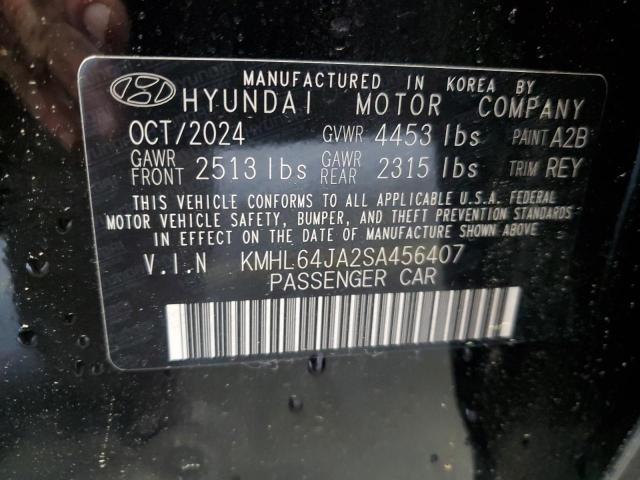 MANUFACTURED IN KOREA BY
HYUNDAI MOTOR COMPANY
OCT/2024 GVWR 4453 lbs PAINT A2B
GAWR FRONT 2513 lbs GAWR REAR 2315 lbs TRIM REY
THIS VEHICLE CONFORMS TO ALL APPLICABLE U.S.A. FEDERAL
MOTOR VEHICLE SAFETY, BUMPER, AND THEFT PREVENTION STANDARDS
IN EFFECT ON THE DATE OF MANUFACTURE SHOWN ABOVE
V.I.N KMHL64JA2SA456407
PASSENGER CAR